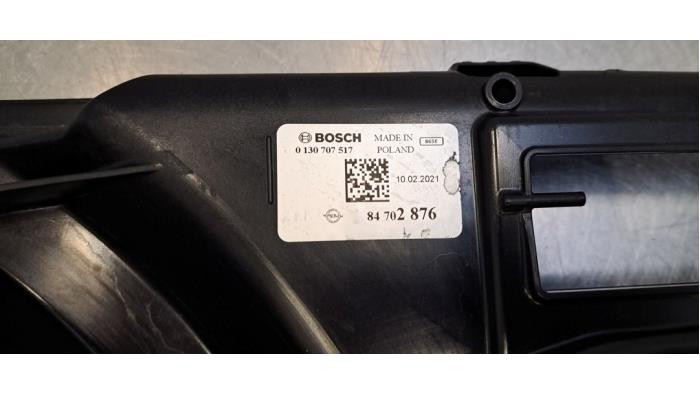 BOSCH MADE IN
0 130 707 517 POLAND
10.02.2021
84 702 876